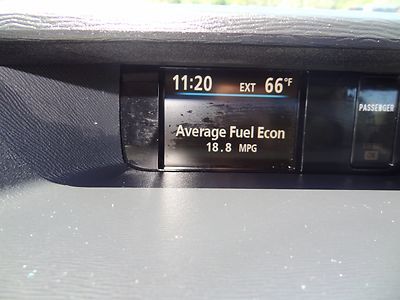 11:20 EXT 66°F
PASSENGER
Average Fuel Econ
18.8 MPG